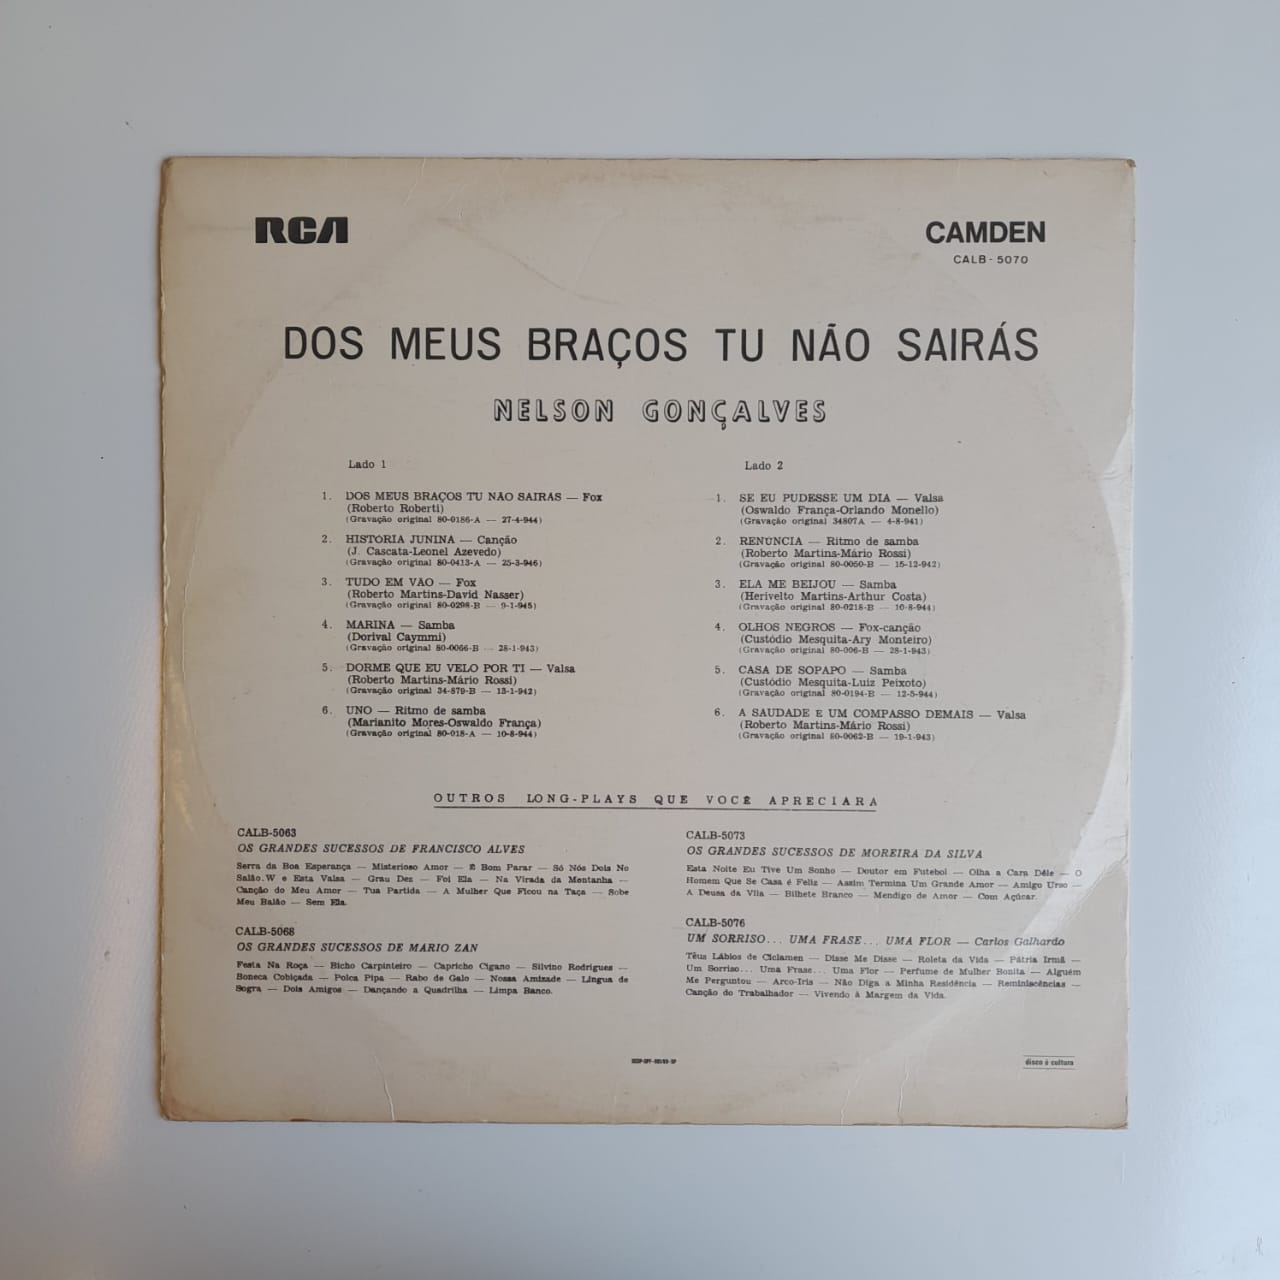 RCA
CAMDEN
CALB - 5070
DOS MEUS BRAÇOS TU NÃO SAIRÁS
NELSON GONÇALVES
Lado 1
1. DOS MEUS BRAÇOS TU NAO SAIRAS — Fox
(Roberto Roberti)
(Gravação original 80-0186-A — 27-4-944)
2. HISTORIA JUNINA — Canção
(J. Cascata-Leonel Azevedo)
(Gravação original 80-0413-A — 25-3-946)
3. TUDO EM VAO — Fox
(Roberto Martins-David Nasser)
(Gravação original 80-0298-B — 9-1-945)
4. MARINA — Samba
(Dorival Caymmi)
(Gravação original 80-0066-B — 28-1-943)
5. DORME QUE EU VELO POR TI — Valsa
(Roberto Martins-Mário Rossi)
(Gravação original 34-879-B — 13-1-942)
6. UNO — Ritmo de samba
(Marianito Mores-Oswaldo França)
(Gravação original 80-018-A — 10-8-944)
Lado 2
1. SE EU PUDESSE UM DIA — Valsa
(Oswaldo França-Orlando Monello)
(Gravação original 34807A — 4-8-941)
2. RENÚNCIA — Ritmo de samba
(Roberto Martins-Mário Rossi)
(Gravação original 80-0050-B — 15-12-942)
3. ELA ME BEIJOU — Samba
(Herivelto Martins-Arthur Costa)
(Gravação original 80-0218-B — 10-8-944)
4. OLHOS NEGROS — Fox-canção
(Custódio Mesquita-Ary Monteiro)
(Gravação original 80-006-B — 28-1-943)
5. CASA DE SOPAPO — Samba
(Custódio Mesquita-Luiz Peixoto)
(Gravação original 80-0194-B — 12-5-944)
6. A SAUDADE E UM COMPASSO DEMAIS — Valsa
(Roberto Martins-Mário Rossi)
(Gravação original 80-0062-B — 19-1-943)
OUTROS LONG-PLAYS QUE VOCÊ APRECIARA
CALB-5063
OS GRANDES SUCESSOS DE FRANCISCO ALVES
Serra da Boa Esperança — Misterioso Amor — É Bom Parar — Só Nós Dois No
Salão. W e Esta Valsa — Grau Dez — Foi Ela — Na Virada da Montanha —
Canção do Meu Amor — Tua Partida — A Mulher Que Ficou na Taça — Sobe
Meu Balão — Sem Ela.
CALB-5068
OS GRANDES SUCESSOS DE MARIO ZAN
Festa Na Roça — Bicho Carpinteiro — Capricho Cigano — Silvino Rodrigues —
Boneca Cobiçada — Polca Pipa — Rabo de Galo — Nossa Amizade — Lingua de
Sogra — Dois Amigos — Dançando a Quadrilha — Limpa Banco.
CALB-5073
OS GRANDES SUCESSOS DE MOREIRA DA SILVA
Esta Noite Eu Tive Um Sonho — Doutor em Futebol — Olha a Cara Dêle — O
Homem Que Se Casa é Feliz — Assim Termina Um Grande Amor — Amigo Urso —
A Deusa da Vila — Bilhete Branco — Mendigo de Amor — Com Açúcar.
CALB-5076
UM SORRISO... UMA FRASE... UMA FLOR — Carlos Galhardo
Têus Lábios de Ciclamen — Disse Me Disse — Roleta da Vida — Pátria Irmã —
Um Sorriso... Uma Frase... Uma Flor — Perfume de Mulher Bonita — Alguém
Me Perguntou — Arco-Iris — Não Diga a Minha Residência — Reminiscências —
Canção do Trabalhador — Vivendo à Margem da Vida.
disco é cultura